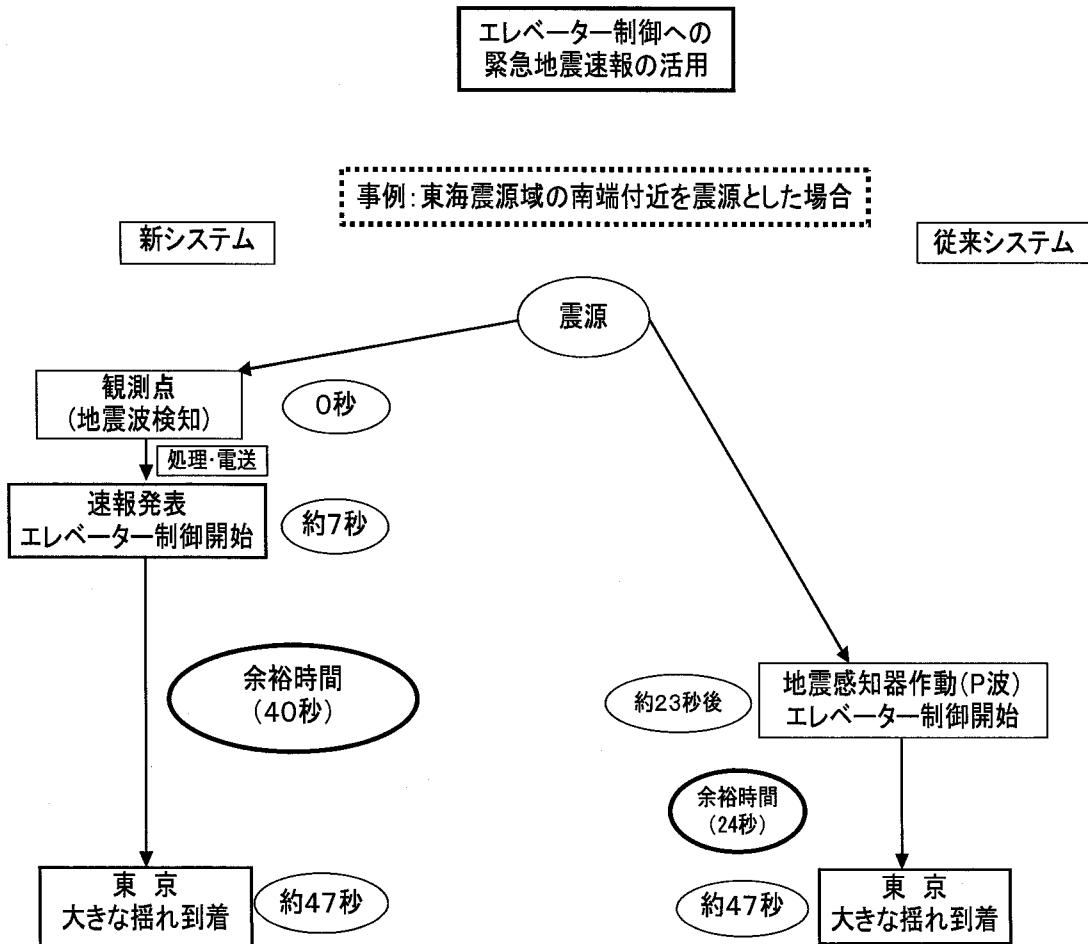 エレベーター制御への
緊急地震速報の活用
事例：東海震源域の南端付近を震源とした場合
新システム
従来システム
震源
観測点
(地震波検知)
0秒
処理・電送
速報発表
エレベーター制御開始
約7秒
余裕時間
(40秒)
約23秒後
地震感知器作動(P波)
エレベーター制御開始
余裕時間
(24秒)
東 京
大きな揺れ到着
約47秒
約47秒
東 京
大きな揺れ到着